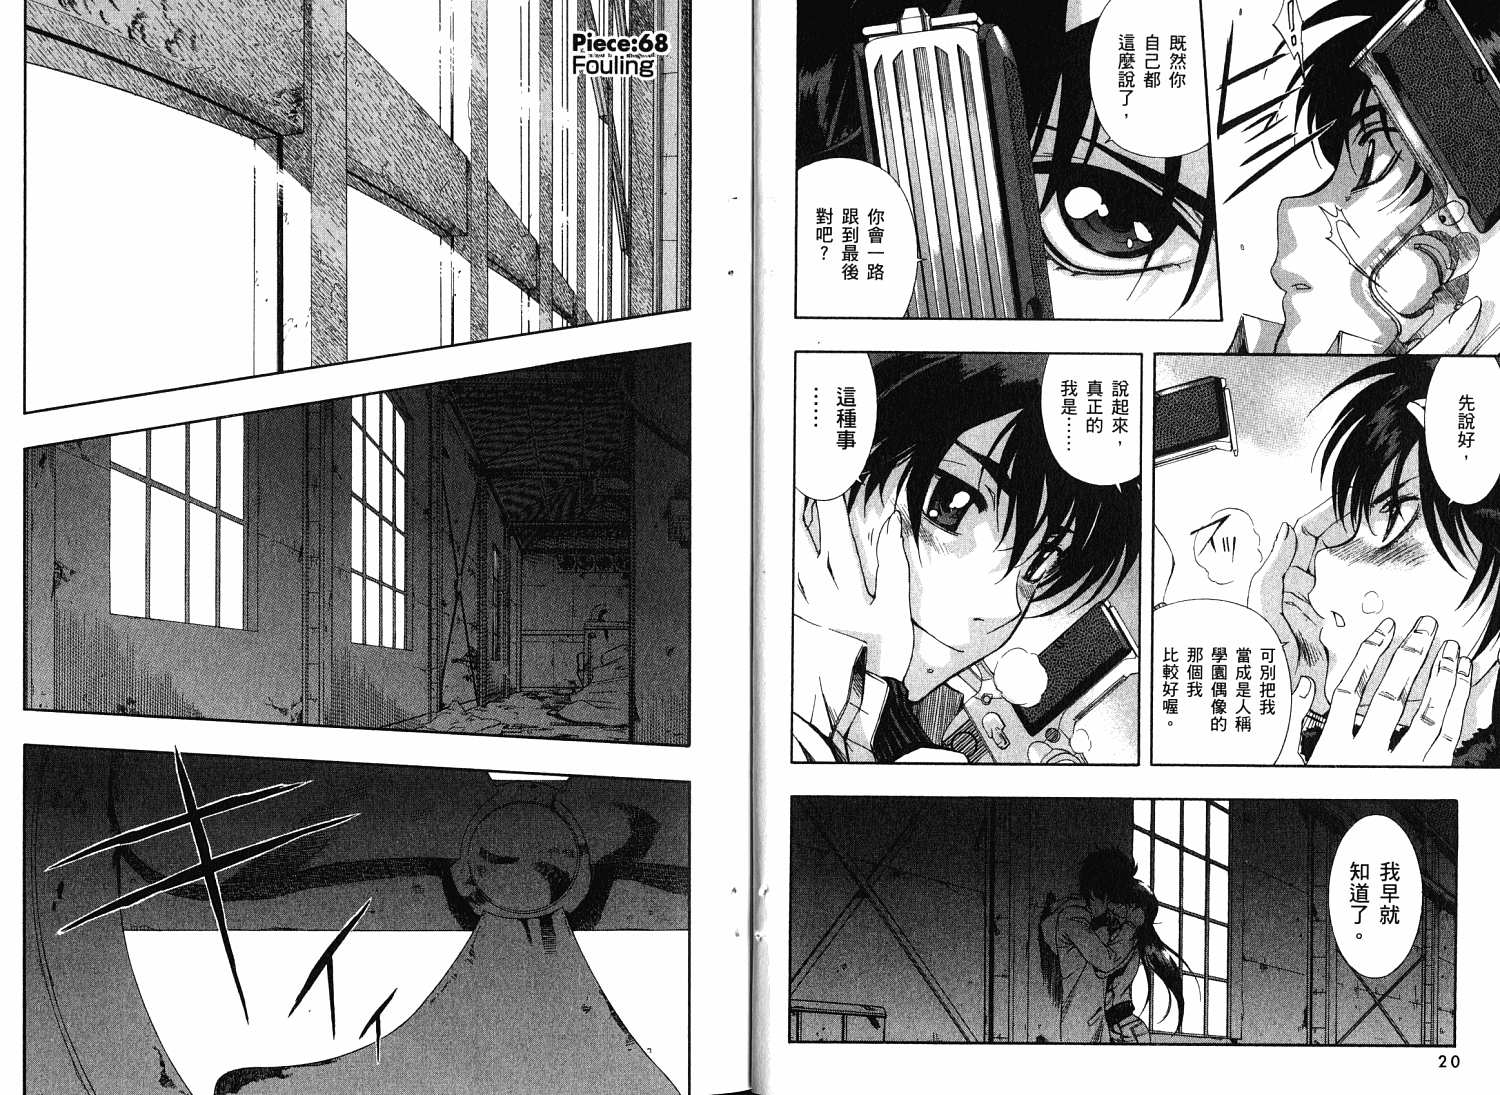 既然你
自己都
這麼說了，
你會一路
跟到最後
對吧？
先說好，
可別把我
當成是人稱
學園偶像的
那個我
比較好喔。
說起來，
真正的
我是……
這種事
……
我早就
知道了。
20
Piece:68
Fouling
キィ